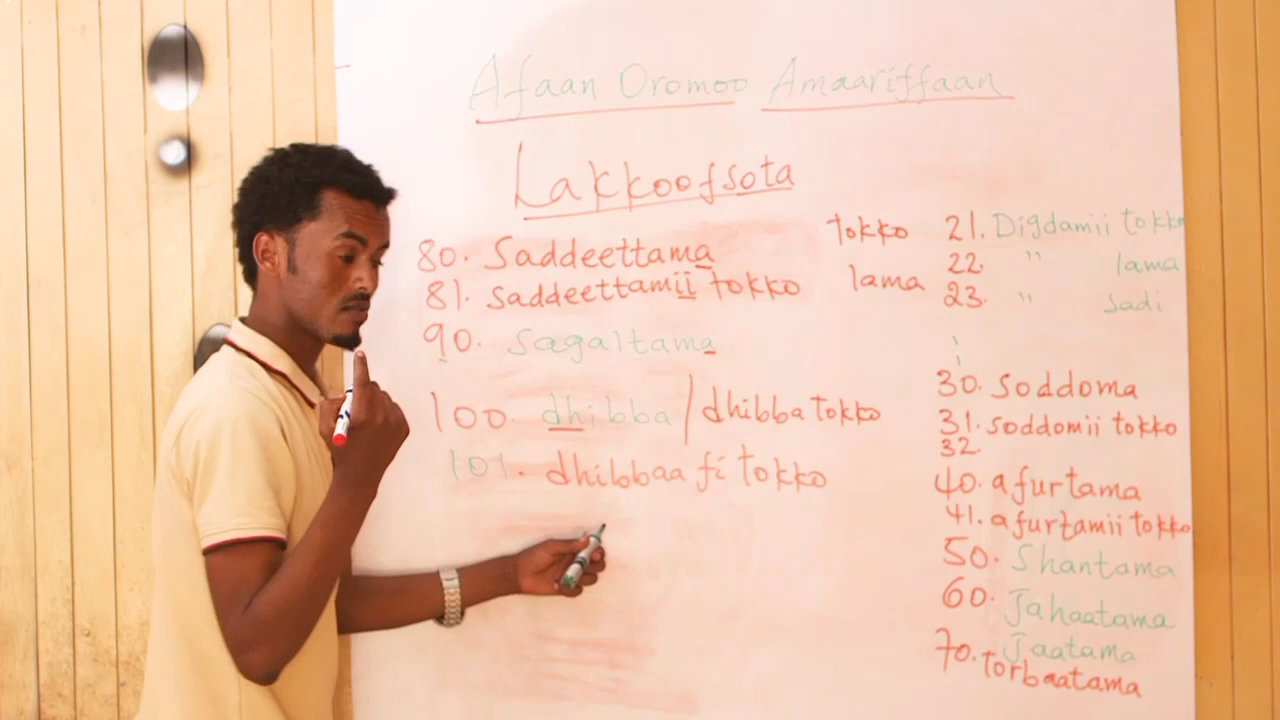 Afaan Oromoo Amaariffaan
Lakkoofsota
80. Saddeettama
81. Saddeettamii tokko
90. Sagaltama
100. dhibba / dhibba tokko
101. dhibbaa fi tokko
tokko
lama
21. Digdamii tokko
22. " lama
23. " sadi
30. Soddoma
31. soddomii tokko
32.
40. afurtama
41. afurtamii tokko
50. Shantama
60. Jahaatama
Jaatama
70. torbaatama